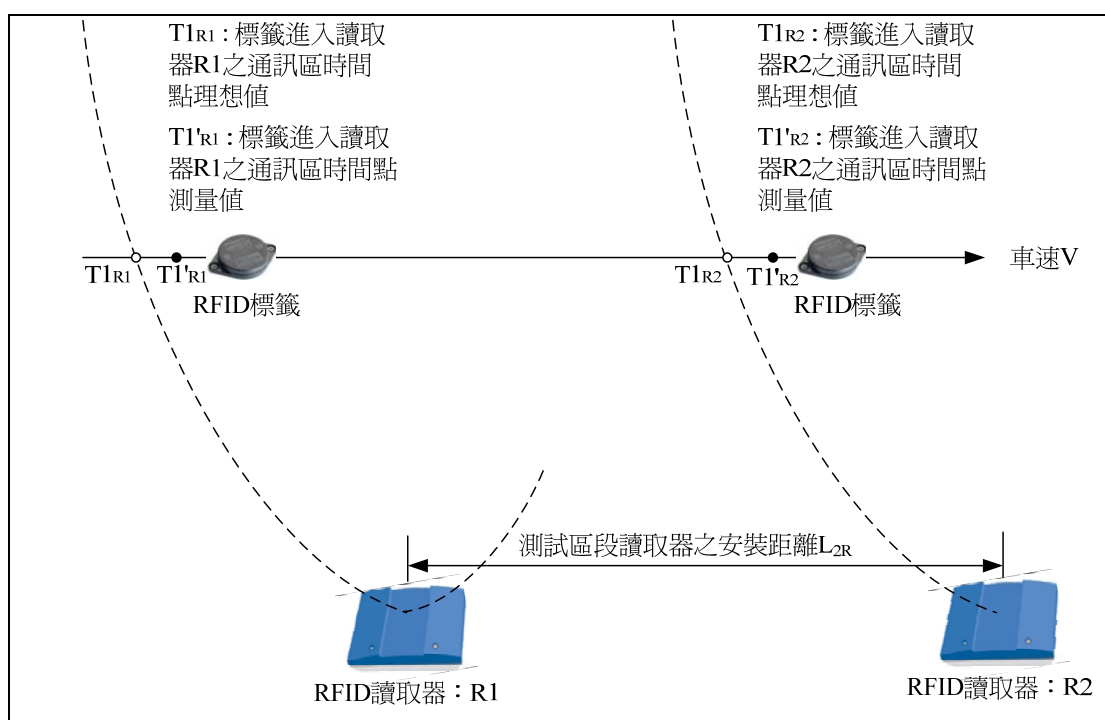 T1R1 : 標籤進入讀取
器R1之通訊區時間
點理想值
T1'R1 : 標籤進入讀取
器R1之通訊區時間點
測量值
T1R2 : 標籤進入讀取
器R2之通訊區時間
點理想值
T1'R2 : 標籤進入讀取
器R2之通訊區時間點
測量值
T1R1
T1'R1
RFID標籤
T1R2
T1'R2
RFID標籤
車速V
測試區段讀取器之安裝距離L2R
RFID讀取器：R1
RFID讀取器：R2